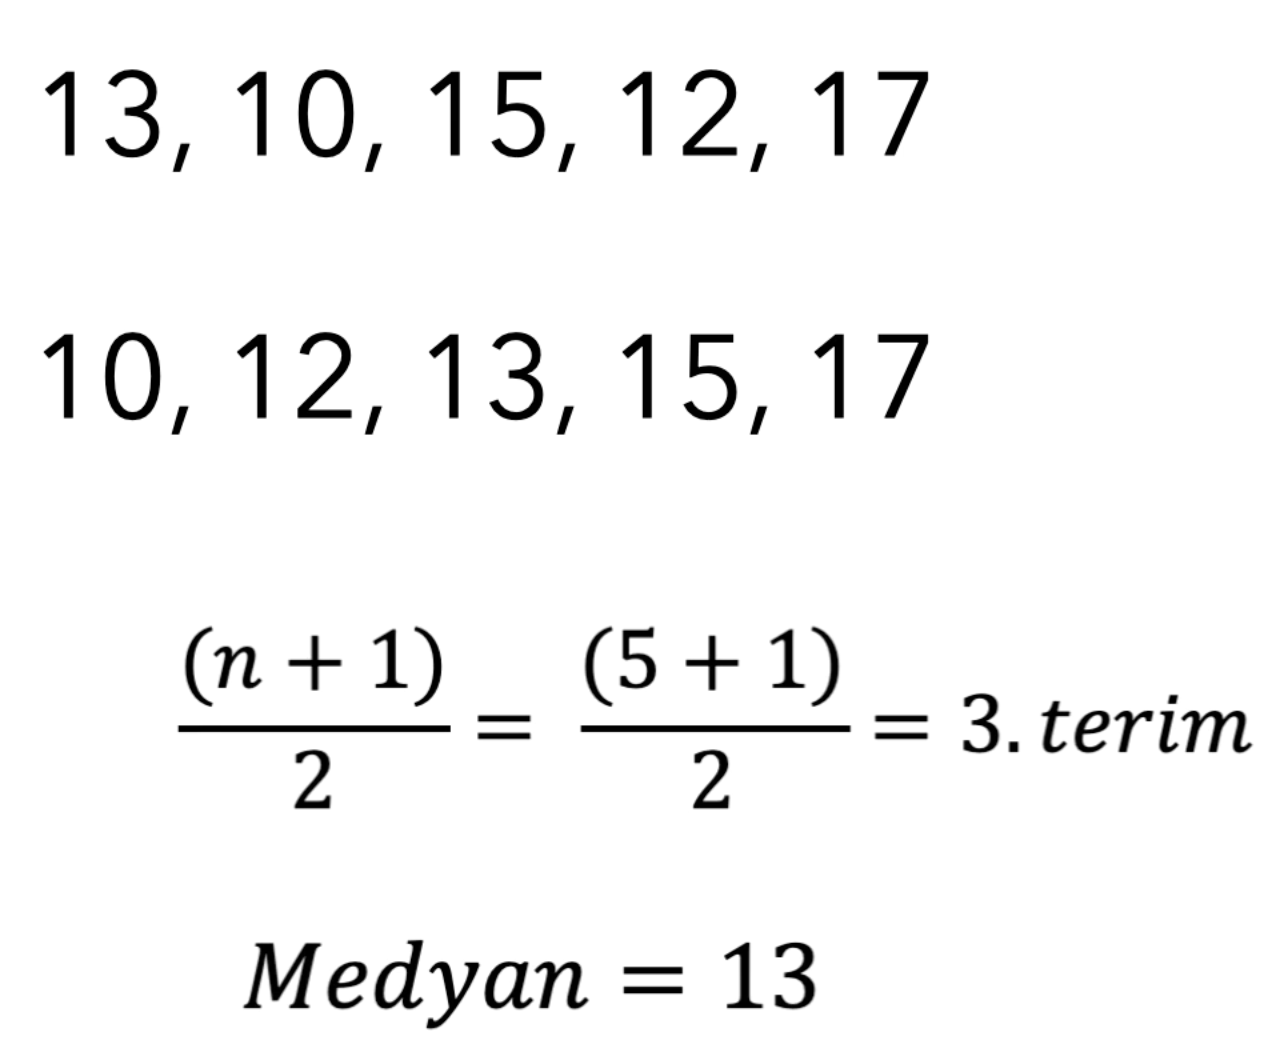 13, 10, 15, 12, 17
10, 12, 13, 15, 17
(n + 1)/2 = (5 + 1)/2 = 3. terim
Medyan = 13